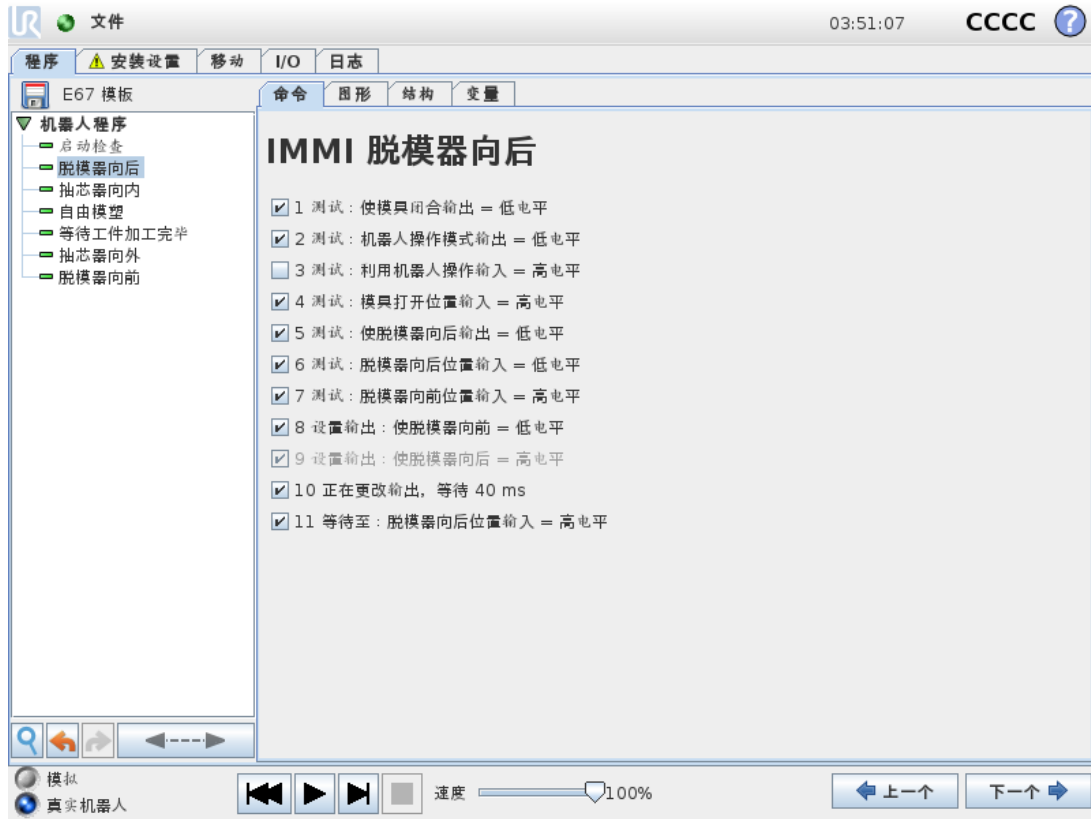 UR 文件 03:51:07 CCCC ?
程序 安装设置 移动 I/O 日志
E67 模板
命令 图形 结构 变量
机器人程序
启动检查
脱模器向后
抽芯器向内
自由模塑
等待工件加工完毕
抽芯器向外
脱模器向前
IMMI 脱模器向后
1 测试：使模具闭合输出 = 低电平
2 测试：机器人操作模式输出 = 低电平
3 测试：利用机器人操作输入 = 高电平
4 测试：模具打开位置输入 = 高电平
5 测试：使脱模器向后输出 = 低电平
6 测试：脱模器向后位置输入 = 低电平
7 测试：脱模器向前位置输入 = 高电平
8 设置输出：使脱模器向前 = 低电平
9 设置输出：使脱模器向后 = 高电平
10 正在更改输出，等待 40 ms
11 等待至：脱模器向后位置输入 = 高电平
模拟
真实机器人
速度 100%
上一个 下一个